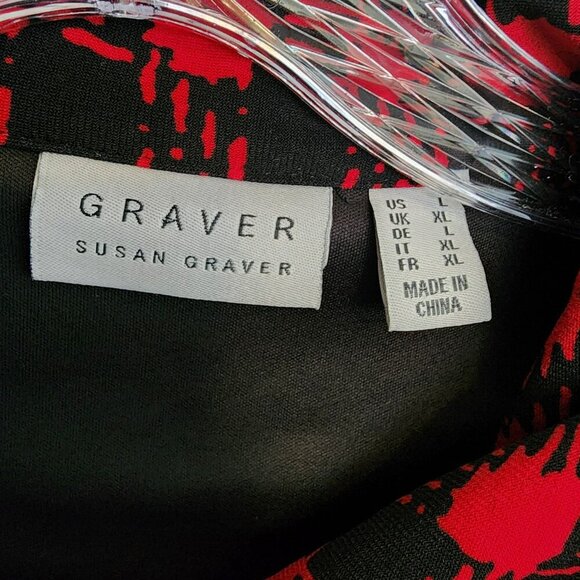 GRAVER
SUSAN GRAVER
US L
UK XL
DE L
IT XL
FR XL
MADE IN
CHINA